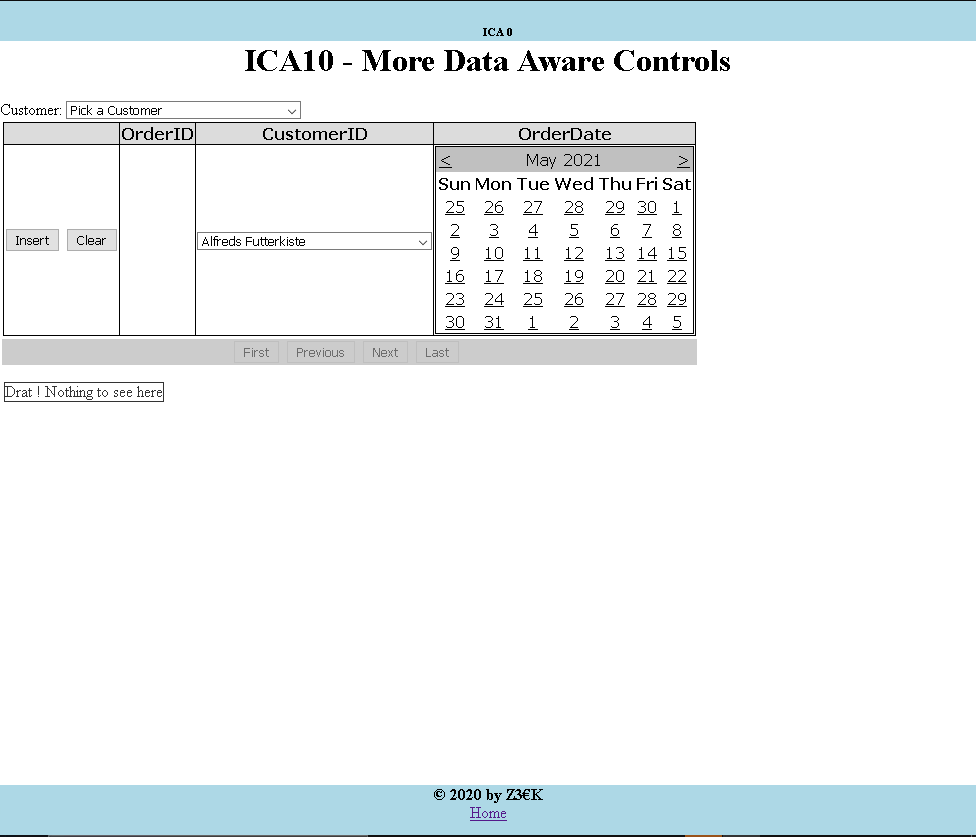 ICA 0
ICA10 - More Data Aware Controls
Customer: Pick a Customer
OrderID CustomerID OrderDate
< May 2021 >
Sun Mon Tue Wed Thu Fri Sat
25 26 27 28 29 30 1
2 3 4 5 6 7 8
9 10 11 12 13 14 15
Insert Clear Alfreds Futterkiste
16 17 18 19 20 21 22
23 24 25 26 27 28 29
30 31 1 2 3 4 5
First Previous Next Last
Drat ! Nothing to see here
© 2020 by Z3€K
Home